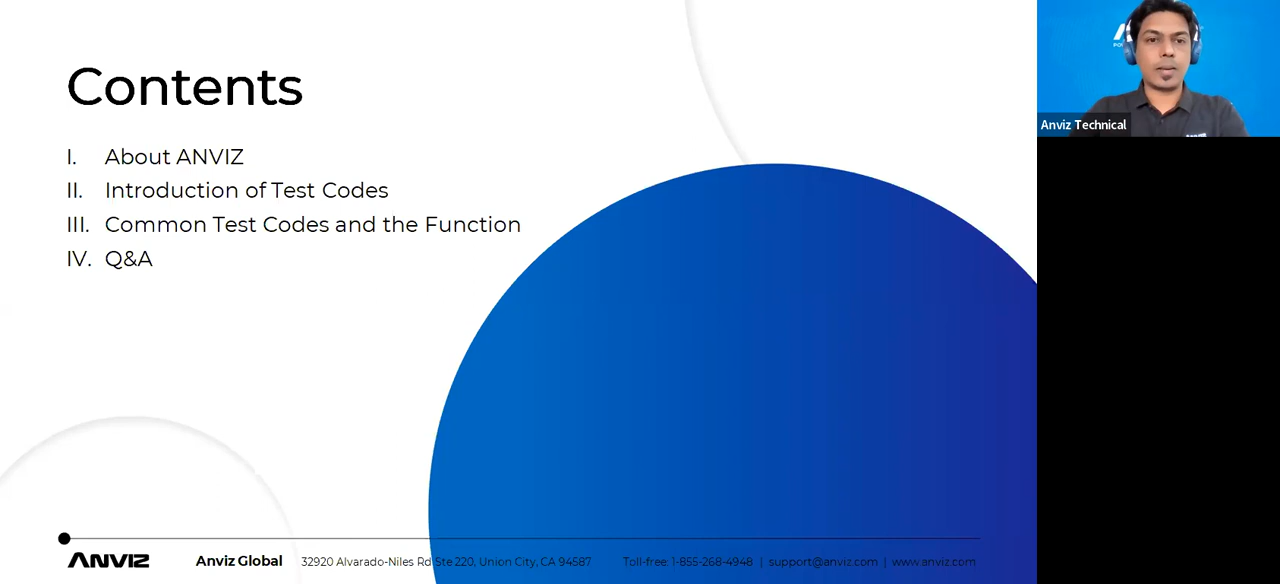 Contents
I. About ANVIZ
II. Introduction of Test Codes
III. Common Test Codes and the Function
IV. Q&A
ANVIZ Anviz Global 32920 Alvarado-Niles Rd Ste 220, Union City, CA 94587 Toll-free: 1-855-268-4948 | support@anviz.com | www.anviz.com
Anviz Technical